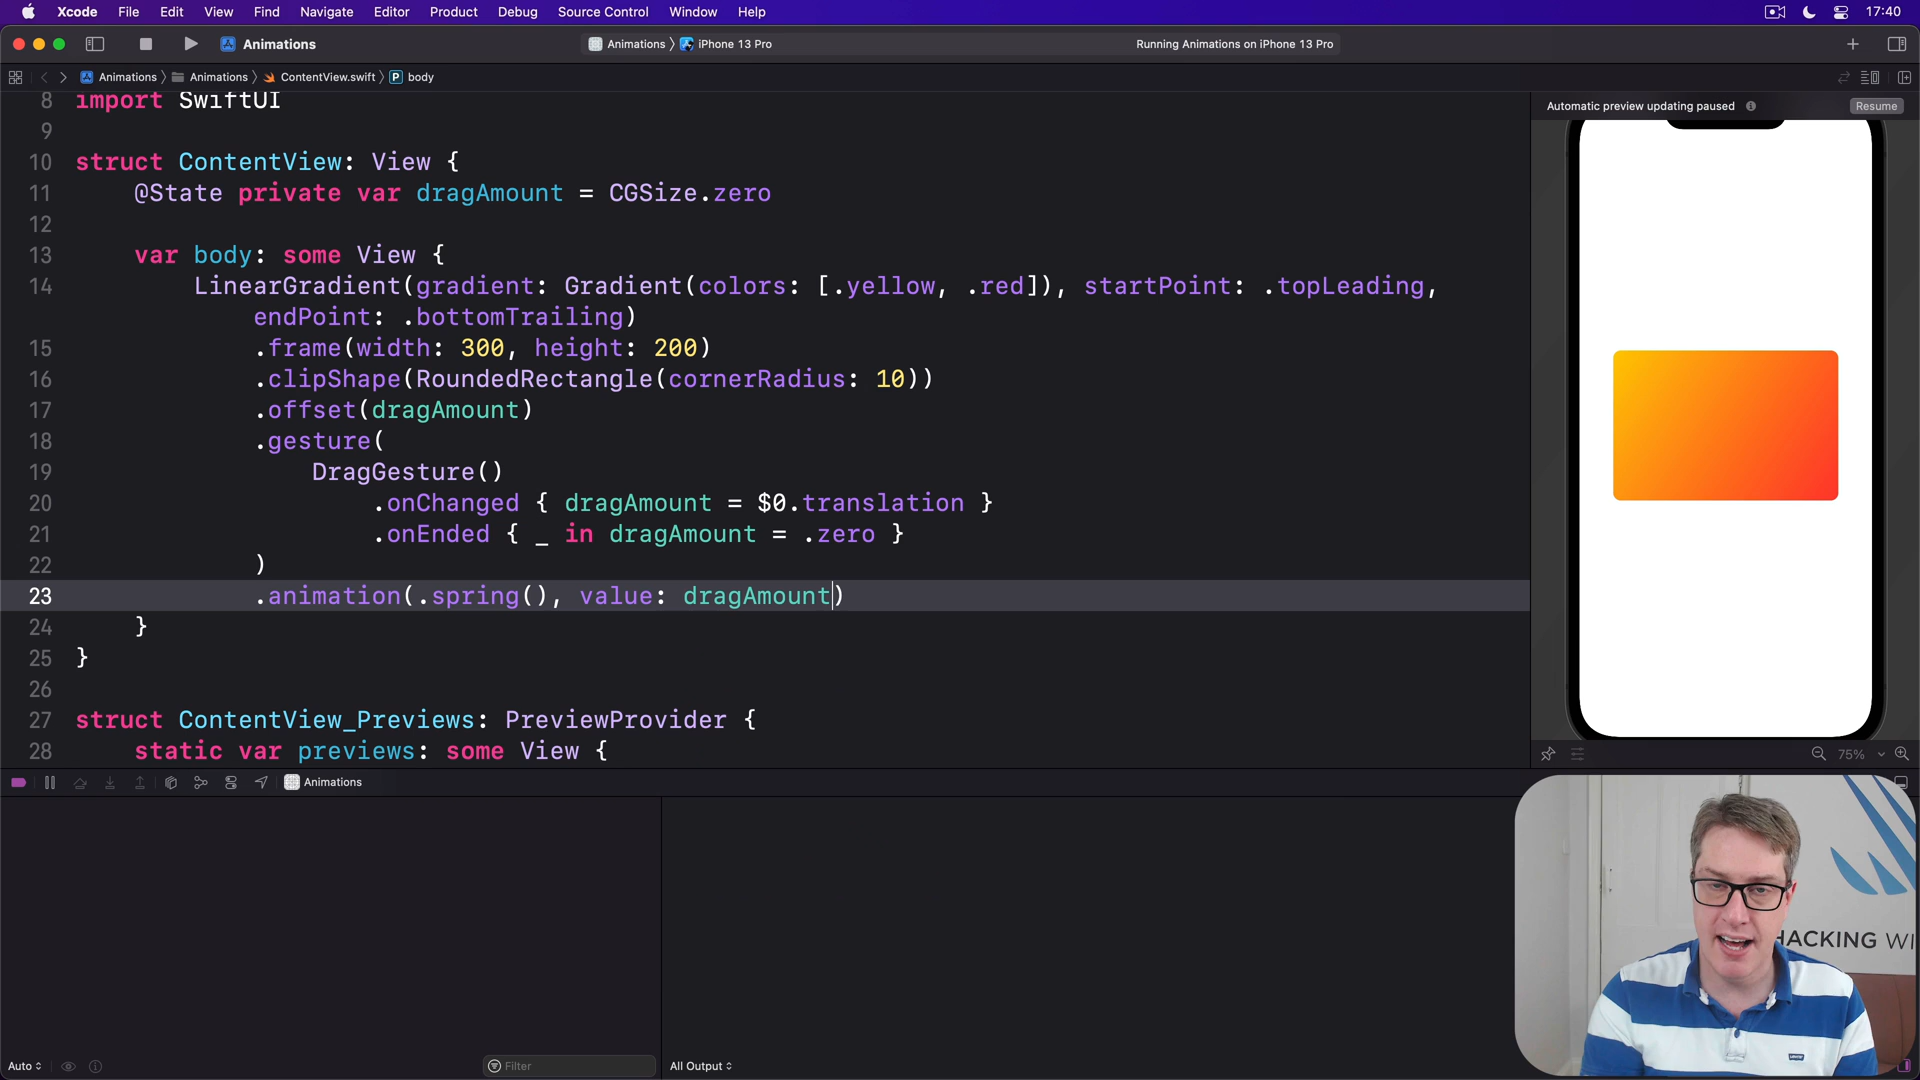 Xcode File Edit View Find Navigate Editor Product Debug Source Control Window Help 17:40
Animations Animations iPhone 13 Pro Running Animations on iPhone 13 Pro
Animations Animations ContentView.swift P body
Automatic preview updating paused Resume
8 import SwiftUI
9
10 struct ContentView: View {
11 @State private var dragAmount = CGSize.zero
12
13 var body: some View {
14 LinearGradient(gradient: Gradient(colors: [.yellow, .red]), startPoint: .topLeading,
endPoint: .bottomTrailing)
15 .frame(width: 300, height: 200)
16 .clipShape(RoundedRectangle(cornerRadius: 10))
17 .offset(dragAmount)
18 .gesture(
19 DragGesture()
20 .onChanged { dragAmount = $0.translation }
21 .onEnded { _ in dragAmount = .zero }
22 )
23 .animation(.spring(), value: dragAmount)
24 }
25 }
26
27 struct ContentView_Previews: PreviewProvider {
28 static var previews: some View {
75%
Animations
HACKING WI
Auto Filter All Output